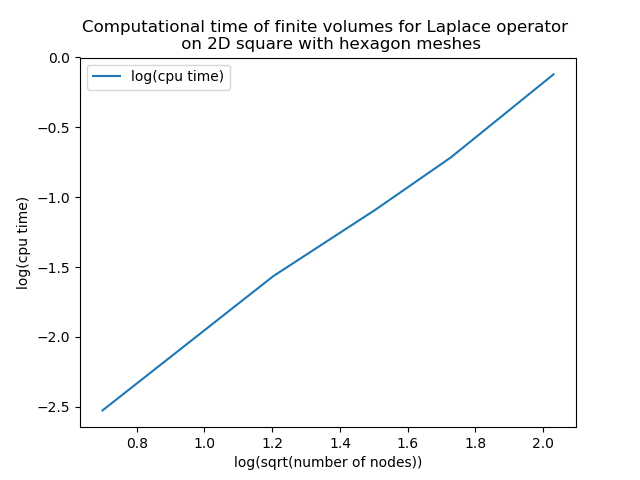 Computational time of finite volumes for Laplace operator
on 2D square with hexagon meshes
log(cpu time)
0.0
−0.5
−1.0
−1.5
−2.0
−2.5
log(cpu time)
0.8 1.0 1.2 1.4 1.6 1.8 2.0
log(sqrt(number of nodes))